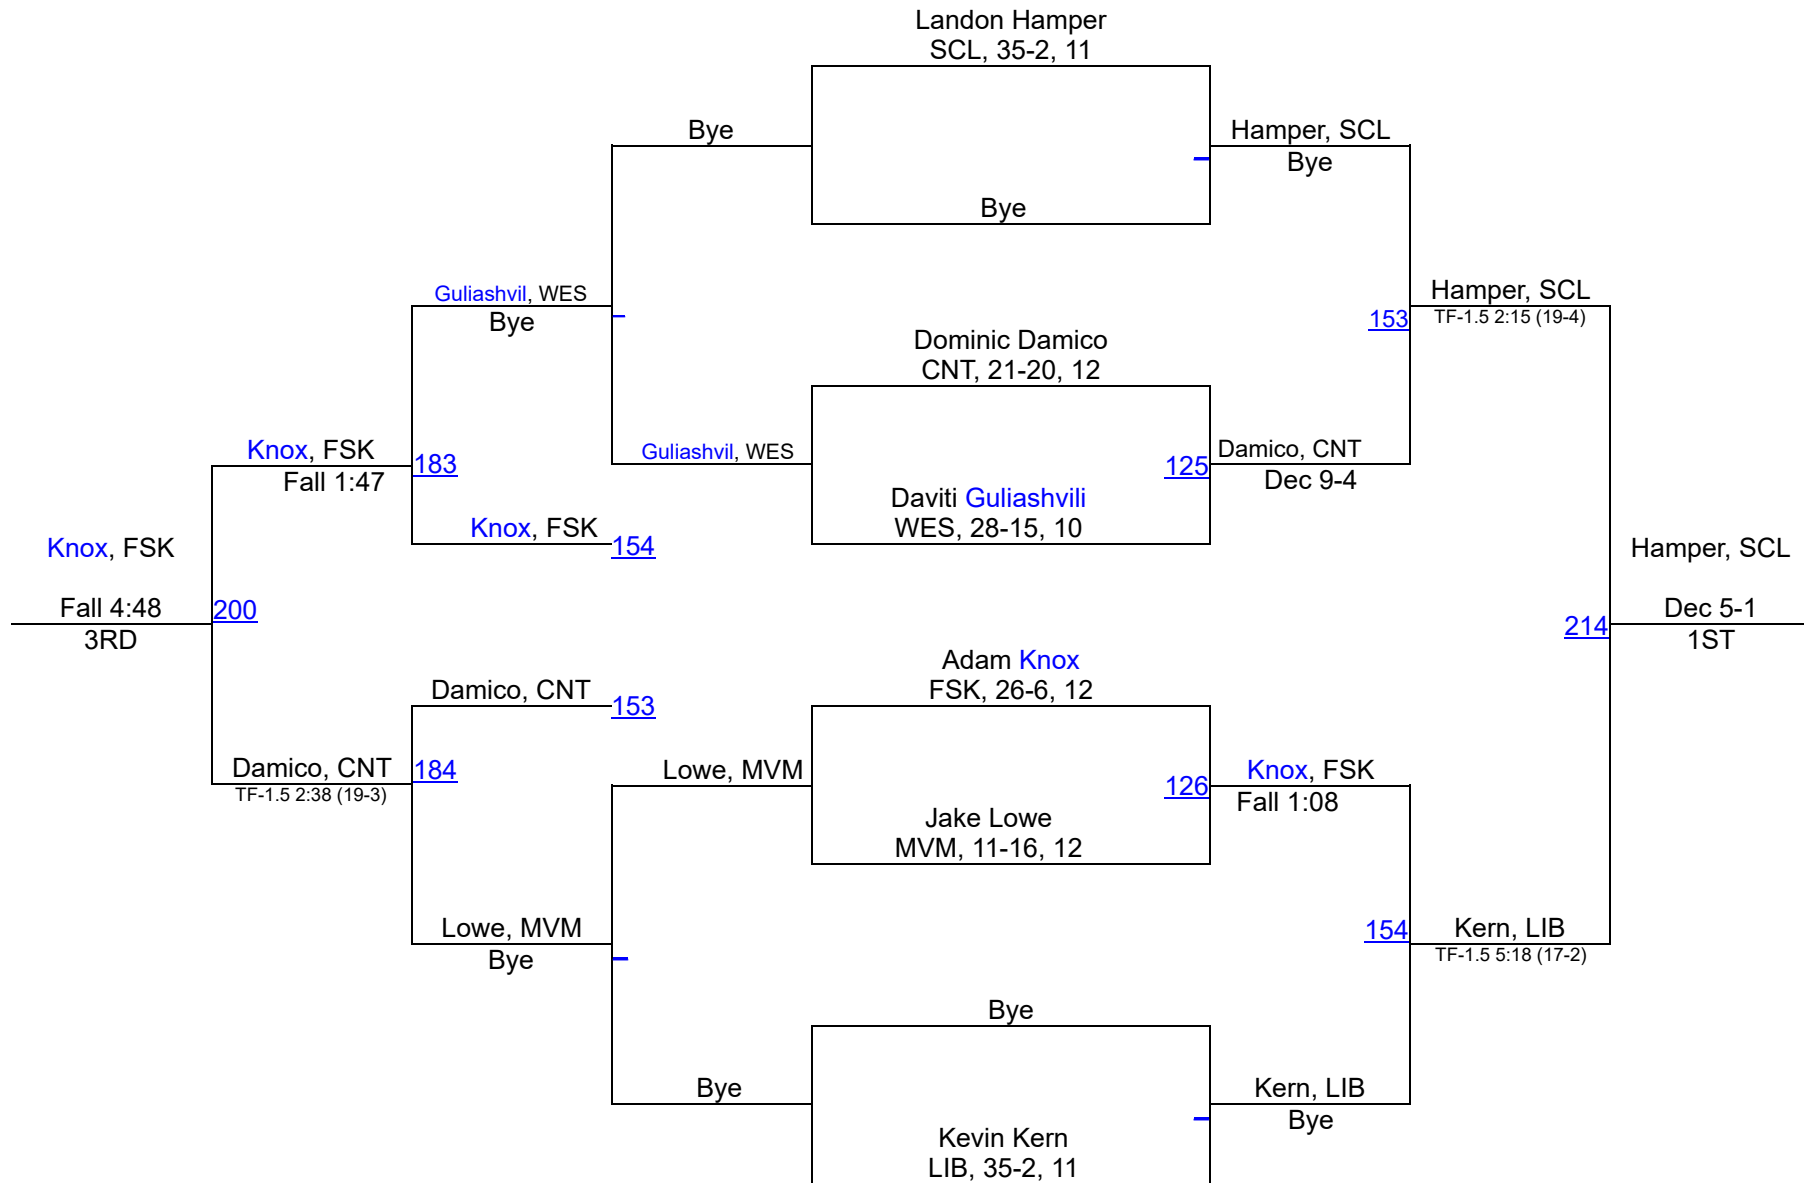 Landon Hamper
SCL, 35-2, 11
Bye
Hamper, SCL
Bye
Bye
Guliashvil, WES
Bye
Hamper, SCL
TF-1.5 2:15 (19-4)
153
Dominic Damico
CNT, 21-20, 12
Knox, FSK
Fall 1:47
183
Guliashvil, WES
125
Damico, CNT
Dec 9-4
Daviti Guliashvili
WES, 28-15, 10
Knox, FSK
154
Knox, FSK
Fall 4:48
3RD
200
Hamper, SCL
Dec 5-1
1ST
214
Adam Knox
FSK, 26-6, 12
Damico, CNT
153
Damico, CNT
TF-1.5 2:38 (19-3)
184
Lowe, MVM
126
Knox, FSK
Fall 1:08
Jake Lowe
MVM, 11-16, 12
Lowe, MVM
Bye
154
Kern, LIB
TF-1.5 5:18 (17-2)
Bye
Bye
Kern, LIB
Bye
Kevin Kern
LIB, 35-2, 11